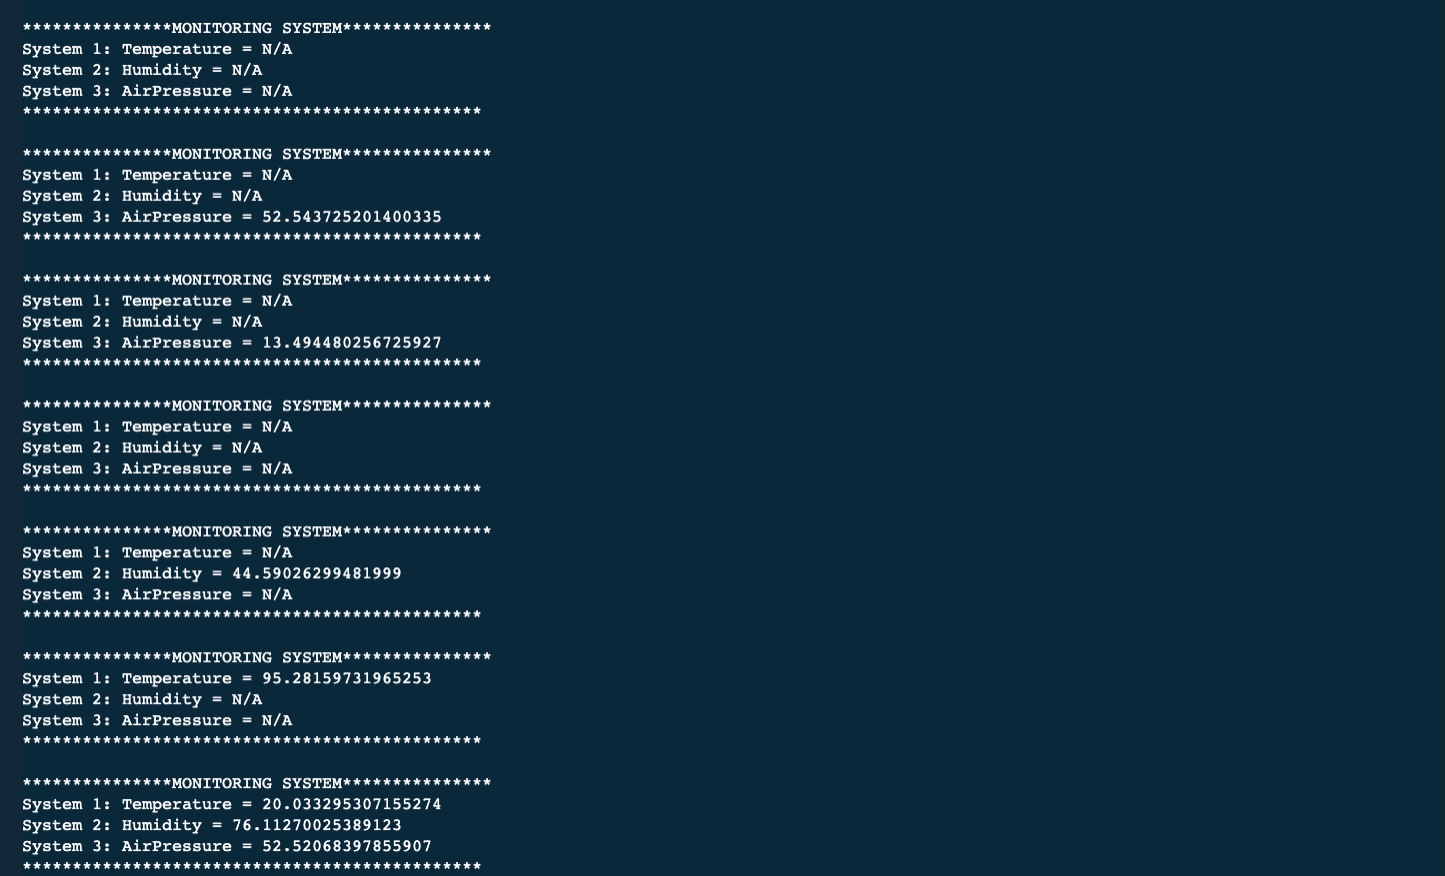 ***************MONITORING SYSTEM***************
System 1: Temperature = N/A
System 2: Humidity = N/A
System 3: AirPressure = N/A
**********************************************
***************MONITORING SYSTEM***************
System 1: Temperature = N/A
System 2: Humidity = N/A
System 3: AirPressure = 52.543725201400335
**********************************************
***************MONITORING SYSTEM***************
System 1: Temperature = N/A
System 2: Humidity = N/A
System 3: AirPressure = 13.494480256725927
**********************************************
***************MONITORING SYSTEM***************
System 1: Temperature = N/A
System 2: Humidity = N/A
System 3: AirPressure = N/A
**********************************************
***************MONITORING SYSTEM***************
System 1: Temperature = N/A
System 2: Humidity = 44.59026299481999
System 3: AirPressure = N/A
**********************************************
***************MONITORING SYSTEM***************
System 1: Temperature = 95.28159731965253
System 2: Humidity = N/A
System 3: AirPressure = N/A
**********************************************
***************MONITORING SYSTEM***************
System 1: Temperature = 20.033295307155274
System 2: Humidity = 76.11270025389123
System 3: AirPressure = 52.52068397855907
**********************************************